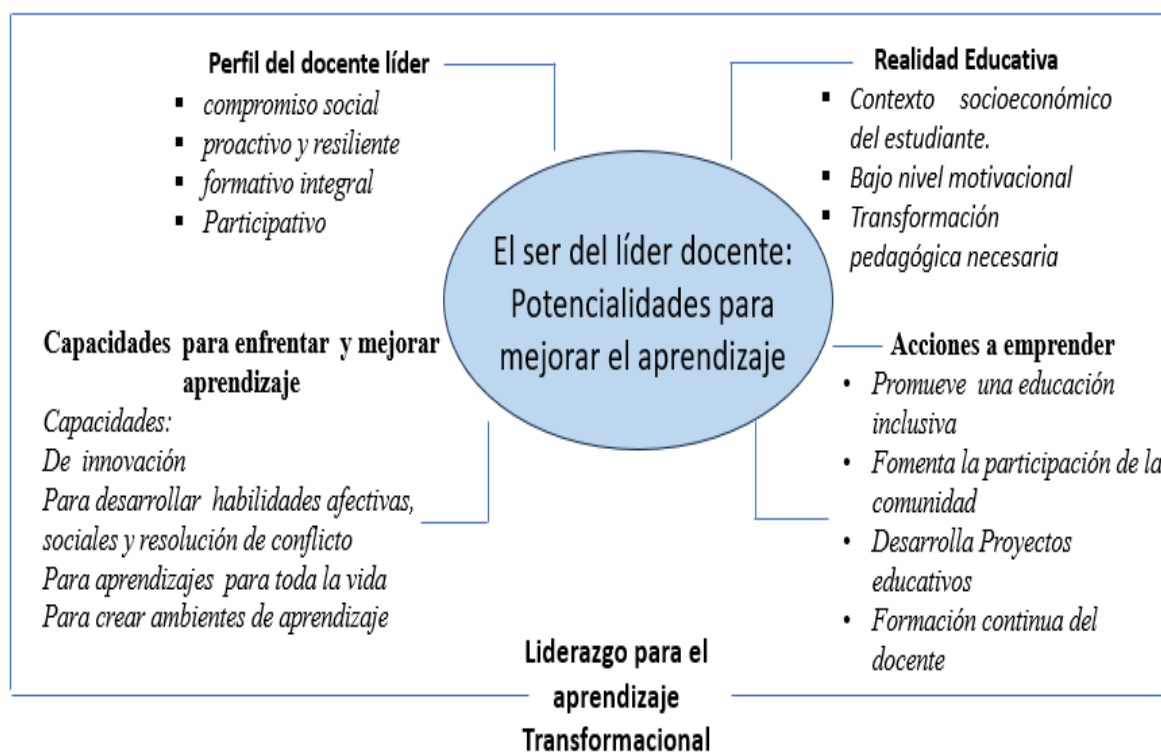 Perfil del docente líder
▪ compromiso social
▪ proactivo y resiliente
▪ formativo integral
▪ Participativo
Realidad Educativa
▪ Contexto socioeconómico
del estudiante.
▪ Bajo nivel motivacional
▪ Transformación
pedagógica necesaria
El ser del líder docente:
Potencialidades para
mejorar el aprendizaje
Capacidades para enfrentar y mejorar
aprendizaje
Capacidades:
De innovación
Para desarrollar habilidades afectivas,
sociales y resolución de conflicto
Para aprendizajes para toda la vida
Para crear ambientes de aprendizaje
Acciones a emprender
• Promueve una educación
inclusiva
• Fomenta la participación de la
comunidad
• Desarrolla Proyectos
educativos
• Formación continua del
docente
Liderazgo para el
aprendizaje
Transformacional